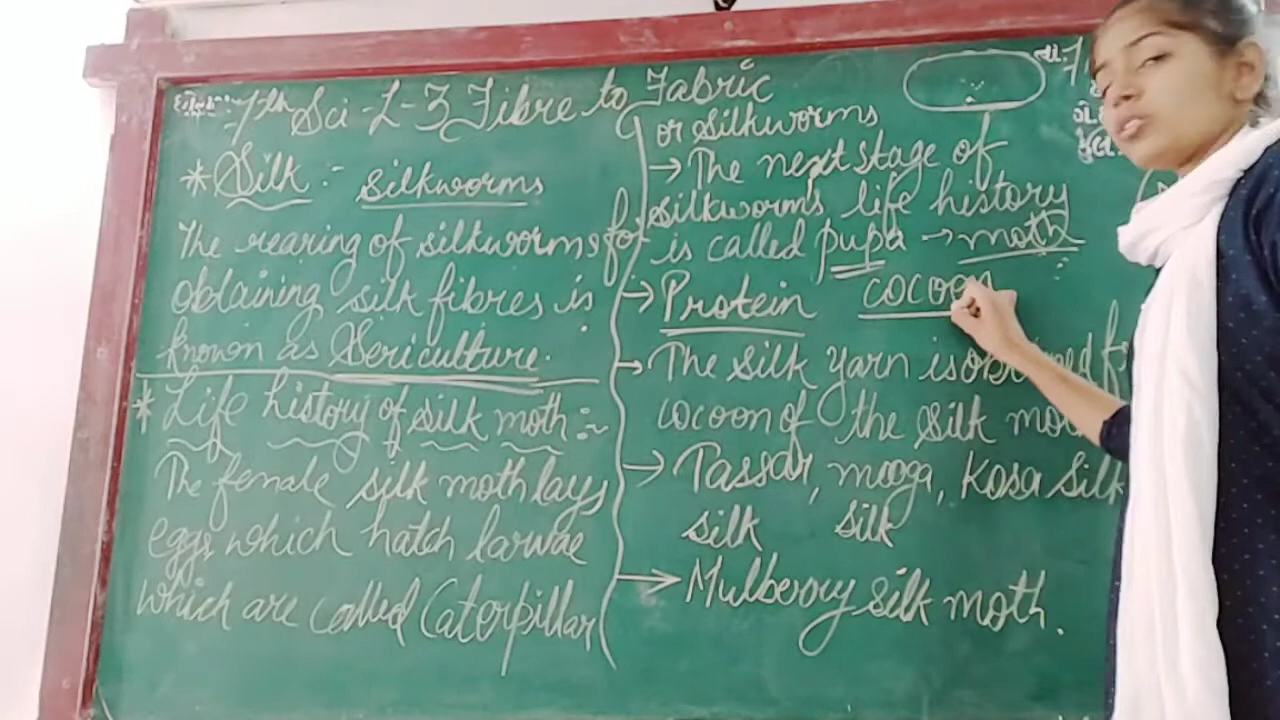 7th Sci - L-3 Fibre to Fabric
* Silk :- silkworms
The rearing of silkworms for
obtaining silk fibres is
known as Sericulture.
* Life history of silk moth :-
The female silk moth lays
eggs, which hatch larvae
which are called Caterpillar
or silkworms
→ The next stage of
silkworms life history
is called pupa → moth
→ Protein cocoon
→ The silk yarn is
cocoon of the silk
→ Tassar, mooga, Kosa Silk
silk silk
→ Mulberry silk moth.